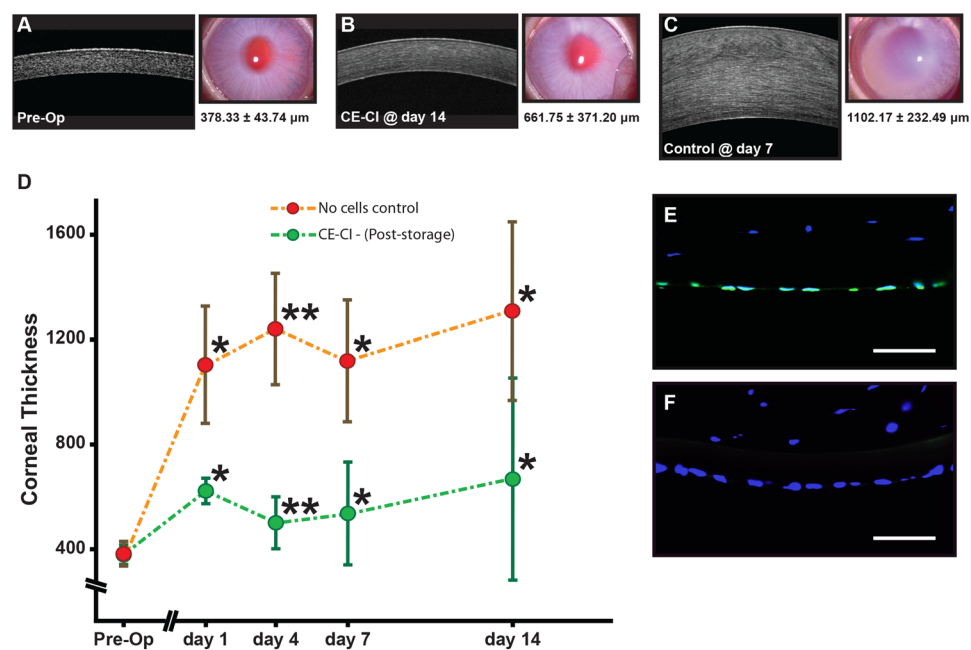 A
Pre-Op
378.33 ± 43.74 µm
B
CE-CI @ day 14
661.75 ± 371.20 µm
C
Control @ day 7
1102.17 ± 232.49 µm
D
No cells control
CE-CI - (Post-storage)
Corneal Thickness
1600
1200
800
400
*
**
*
*
*
**
*
*
Pre-Op
day 1
day 4
day 7
day 14
E
F